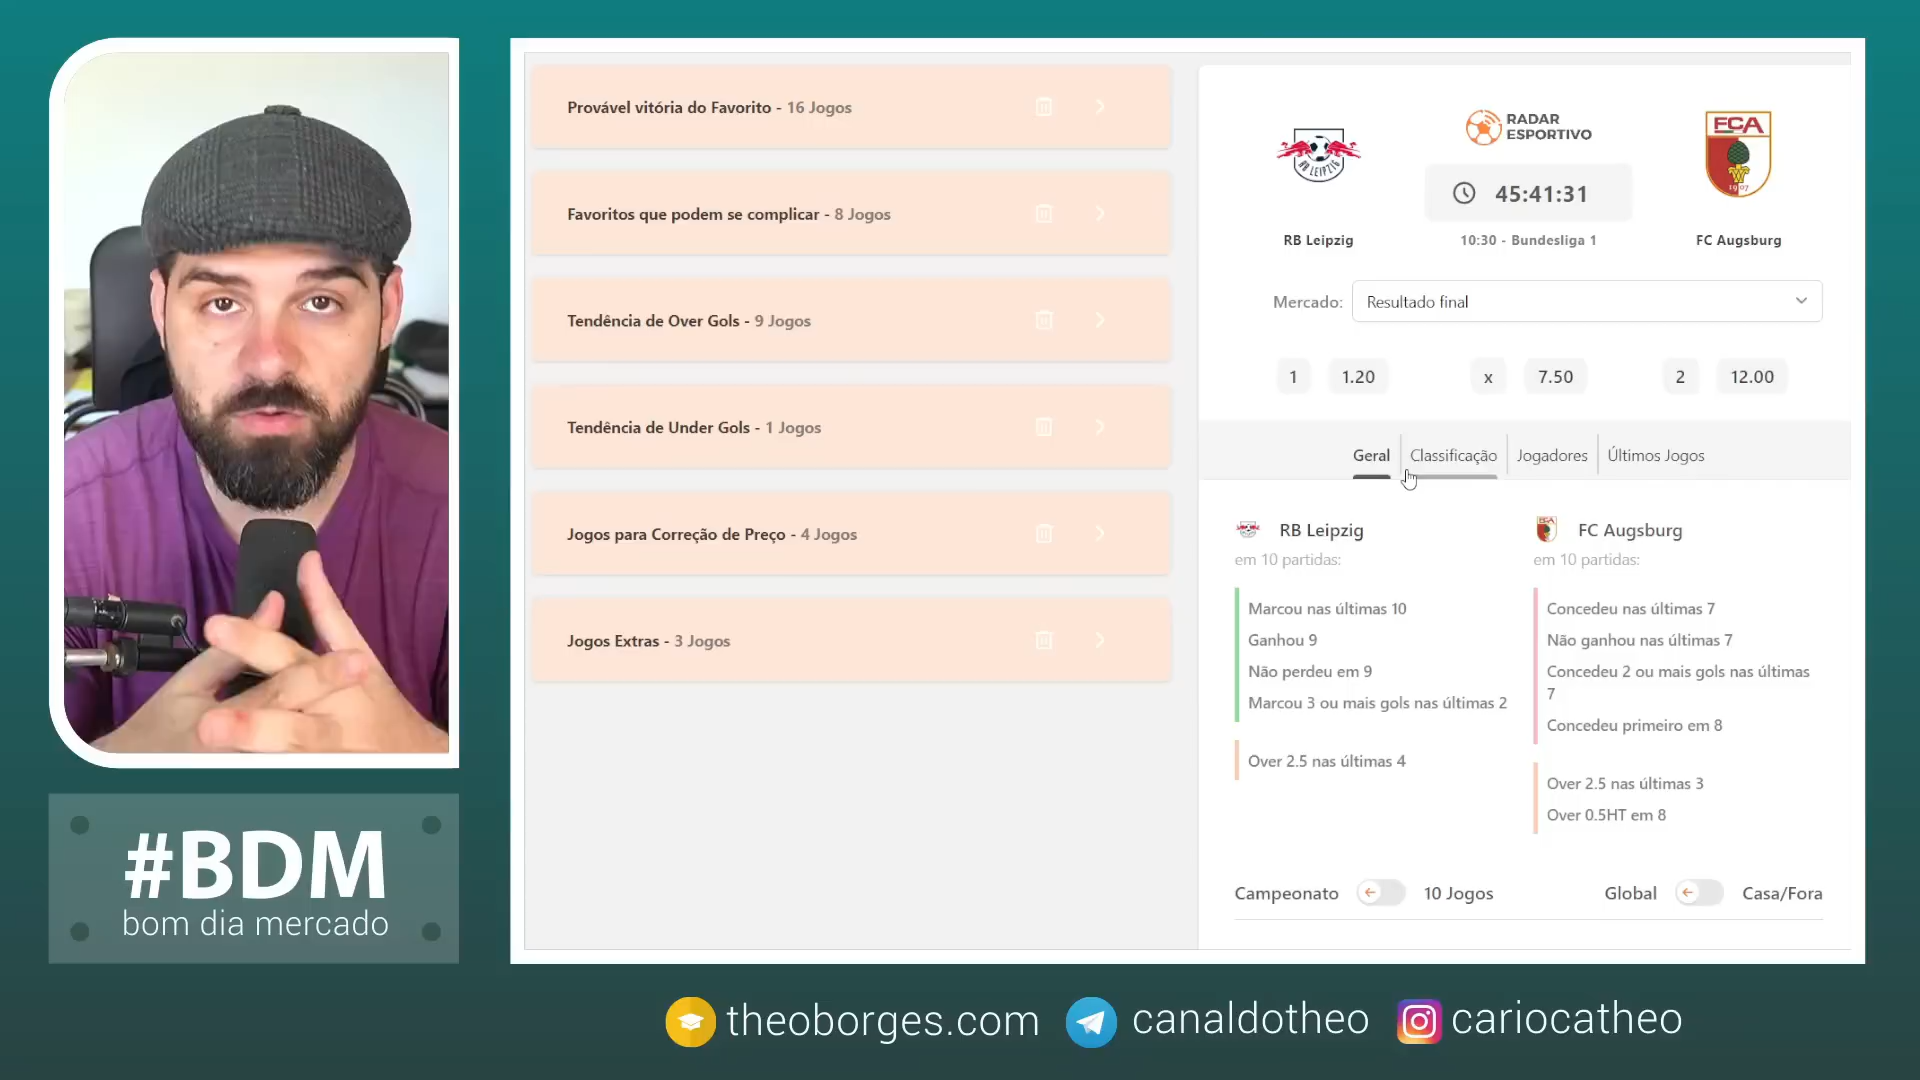 #BDM
bom dia mercado
Provável vitória do Favorito - 16 Jogos
Favoritos que podem se complicar - 8 Jogos
Tendência de Over Gols - 9 Jogos
Tendência de Under Gols - 1 Jogos
Jogos para Correção de Preço - 4 Jogos
Jogos Extras - 3 Jogos
RB LEIPZIG
RADAR
ESPORTIVO
FCA
1907
45:41:31
RB Leipzig
10:30 - Bundesliga 1
FC Augsburg
Mercado: Resultado final
1 1.20 x 7.50 2 12.00
Geral Classificação Jogadores Últimos Jogos
RB Leipzig
em 10 partidas:
Marcou nas últimas 10
Ganhou 9
Não perdeu em 9
Marcou 3 ou mais gols nas últimas 2
Over 2.5 nas últimas 4
FC Augsburg
em 10 partidas:
Concedeu nas últimas 7
Não ganhou nas últimas 7
Concedeu 2 ou mais gols nas últimas
7
Concedeu primeiro em 8
Over 2.5 nas últimas 3
Over 0.5HT em 8
Campeonato 10 Jogos Global Casa/Fora
theoborges.com canaldotheo cariocatheo